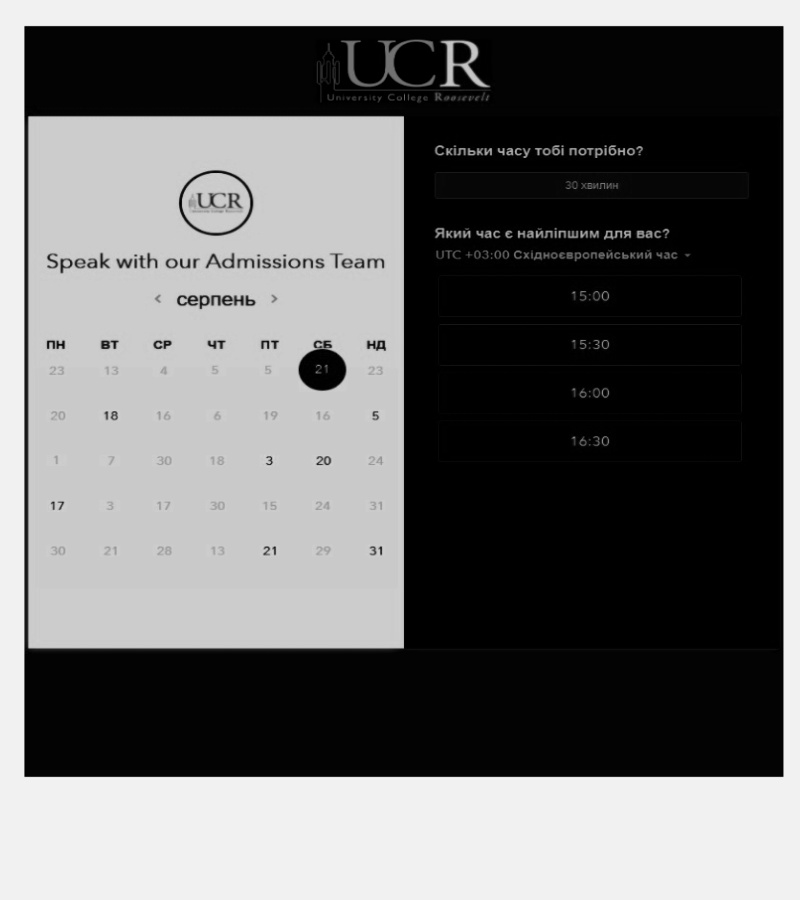 UCR
University College Roosevelt
UCR
Speak with our Admissions Team
< серпень >
ПН ВТ СР ЧТ ПТ СБ НД
23 13 4 5 5 21 23
20 18 16 6 19 16 5
1 7 30 18 3 20 24
17 3 17 30 15 24 31
30 21 28 13 21 29 31
Скільки часу тобі потрібно?
30 хвилин
Який час є найліпшим для вас?
UTC +03:00 Східноєвропейський час
15:00
15:30
16:00
16:30